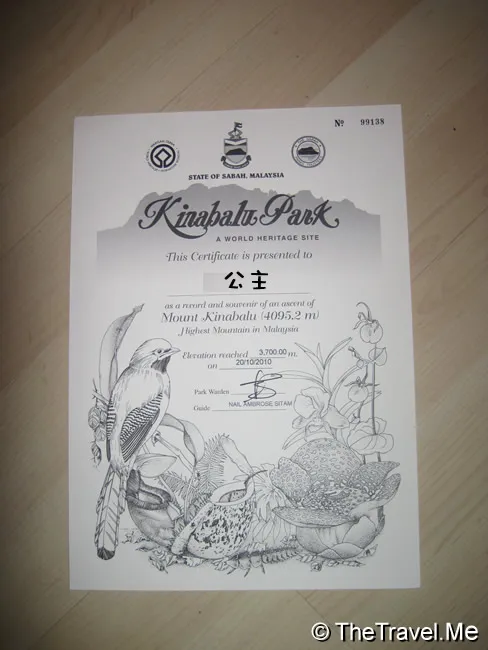 Nº 99138
STATE OF SABAH, MALAYSIA
Kinabalu Park
A WORLD HERITAGE SITE
This Certificate is presented to
公主
as a record and souvenir of an ascent of
Mount Kinabalu (4095.2 m)
Highest Mountain in Malaysia
Elevation reached 3,700.00 m.
on 20/10/2010
Park Warden
Guide NAIL AMBROSE SITAM
© TheTravel.Me